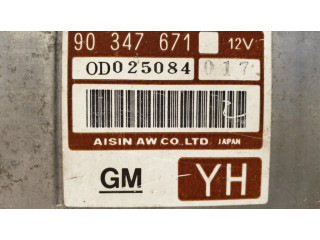 90 347 671 12V
OD025084 017
AISIN AW CO.,LTD. JAPAN
GM YH